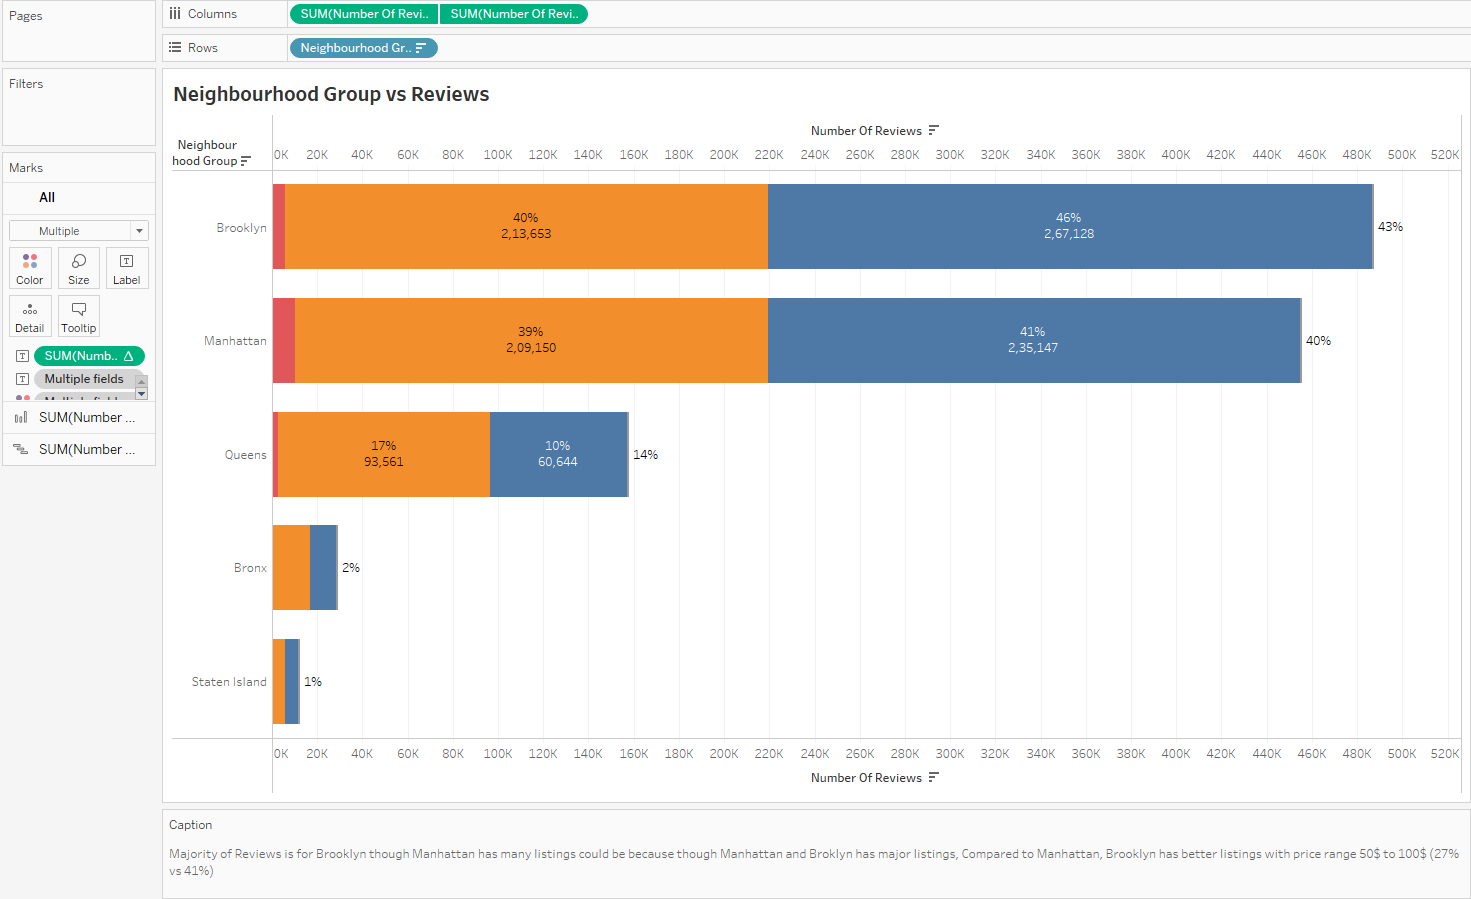 Pages
Columns
SUM(Number Of Revi..
SUM(Number Of Revi..
Rows
Neighbourhood Gr..
Filters
Marks
All
Multiple
Color
Size
Label
Detail
Tooltip
SUM(Numb..
Multiple fields
SUM(Number ...
SUM(Number ...
Neighbourhood Group vs Reviews
Number Of Reviews
Neighbour
hood Group
0K 20K 40K 60K 80K 100K 120K 140K 160K 180K 200K 220K 240K 260K 280K 300K 320K 340K 360K 380K 400K 420K 440K 460K 480K 500K 520K
Brooklyn
40%
2,13,653
46%
2,67,128
43%
Manhattan
39%
2,09,150
41%
2,35,147
40%
Queens
17%
93,561
10%
60,644
14%
Bronx
2%
Staten Island
1%
0K 20K 40K 60K 80K 100K 120K 140K 160K 180K 200K 220K 240K 260K 280K 300K 320K 340K 360K 380K 400K 420K 440K 460K 480K 500K 520K
Number Of Reviews
Caption
Majority of Reviews is for Brooklyn though Manhattan has many listings could be because though Manhattan and Broklyn has major listings, Compared to Manhattan, Brooklyn has better listings with price range 50$ to 100$ (27%
vs 41%)